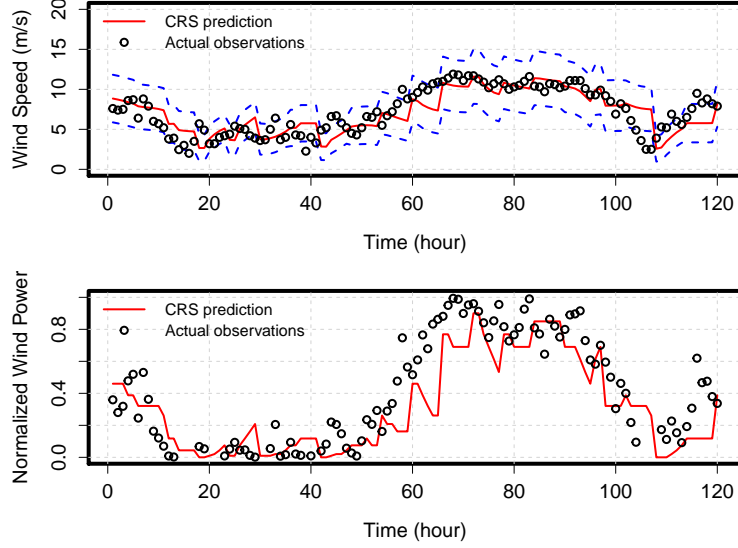 Wind Speed (m/s)
20
15
10
5
0
CRS prediction
Actual observations
0 20 40 60 80 100 120
Time (hour)
Normalized Wind Power
0.8
0.4
0.0
CRS prediction
Actual observations
0 20 40 60 80 100 120
Time (hour)